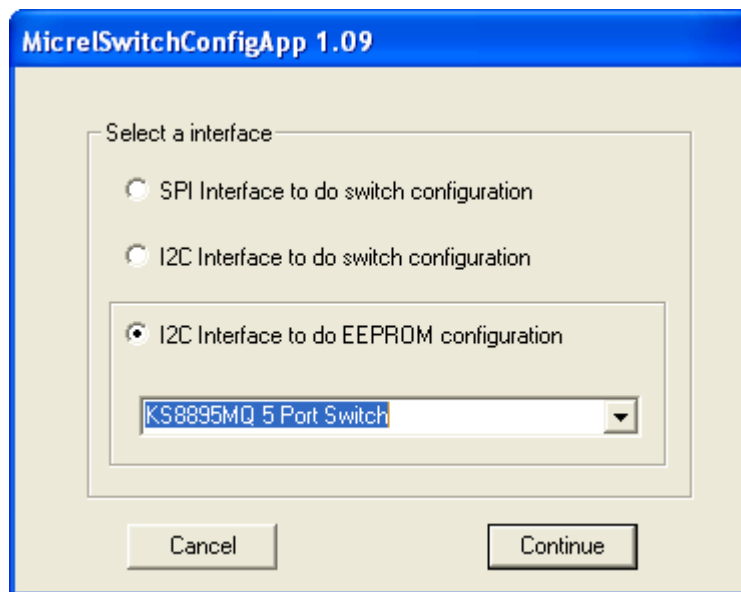 MicrelSwitchConfigApp 1.09
Select a interface
SPI Interface to do switch configuration
I2C Interface to do switch configuration
I2C Interface to do EEPROM configuration
KS8895MQ 5 Port Switch
Cancel Continue